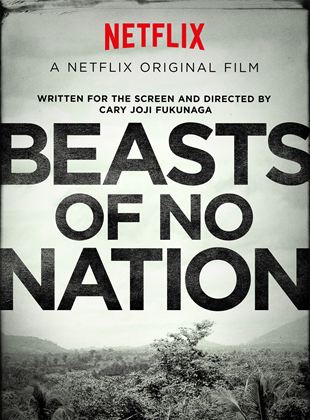 NETFLIX
A NETFLIX ORIGINAL FILM
WRITTEN FOR THE SCREEN AND DIRECTED BY
CARY JOJI FUKUNAGA
BEASTS
OF NO
NATION